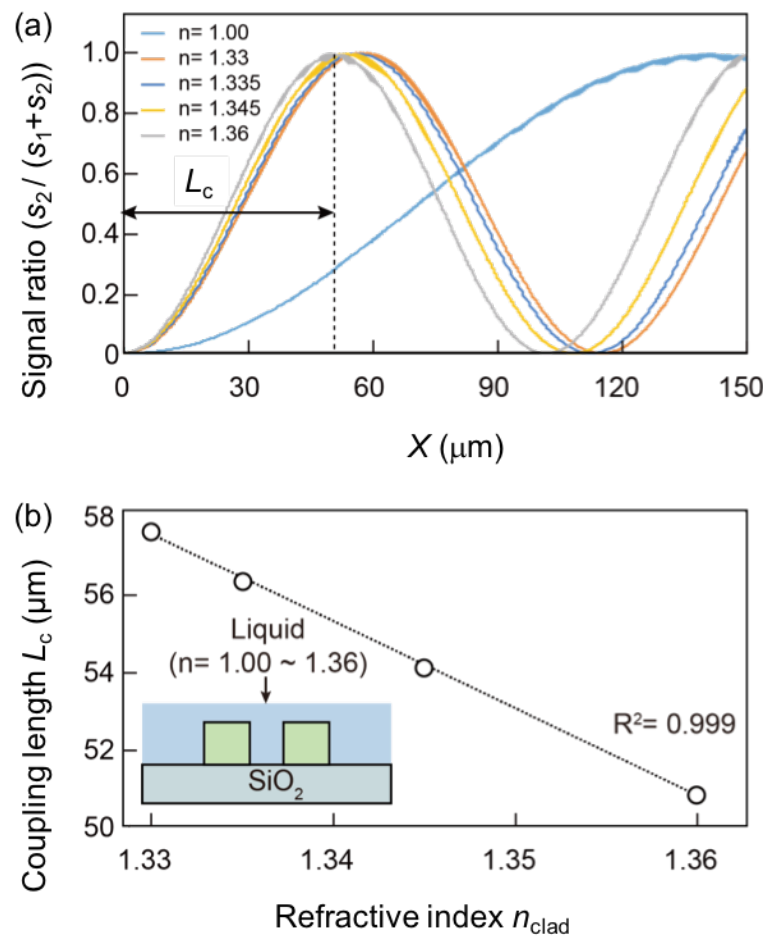 (a)
n= 1.00
n= 1.33
n= 1.335
n= 1.345
n= 1.36
Lc
Signal ratio (s2 / (s1+s2))
1.0
0.8
0.6
0.4
0.2
0
0 30 60 90 120 150
X (μm)
(b)
Coupling length Lc (μm)
58
56
54
52
50
Liquid
(n= 1.00 ~ 1.36)
SiO2
R²= 0.999
1.33 1.34 1.35 1.36
Refractive index nclad